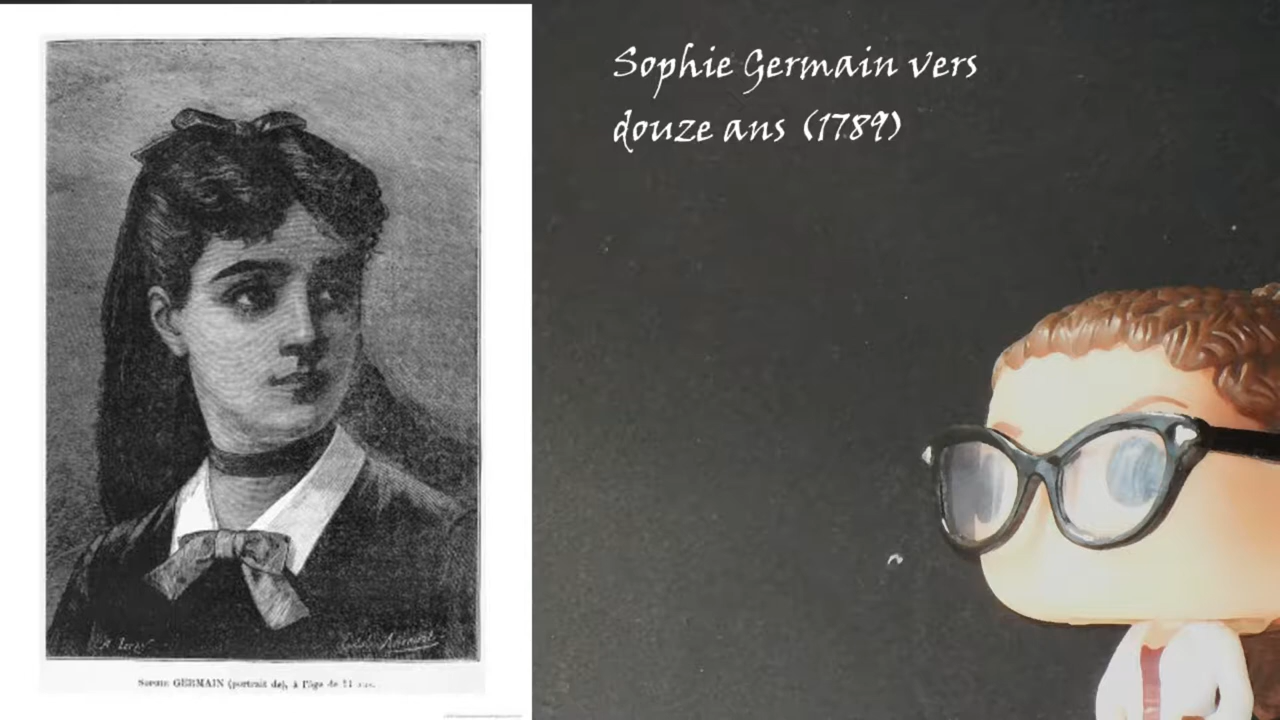 Sophie Germain vers
douze ans (1789)
SOPHIE GERMAIN (portrait de), à l'âge de